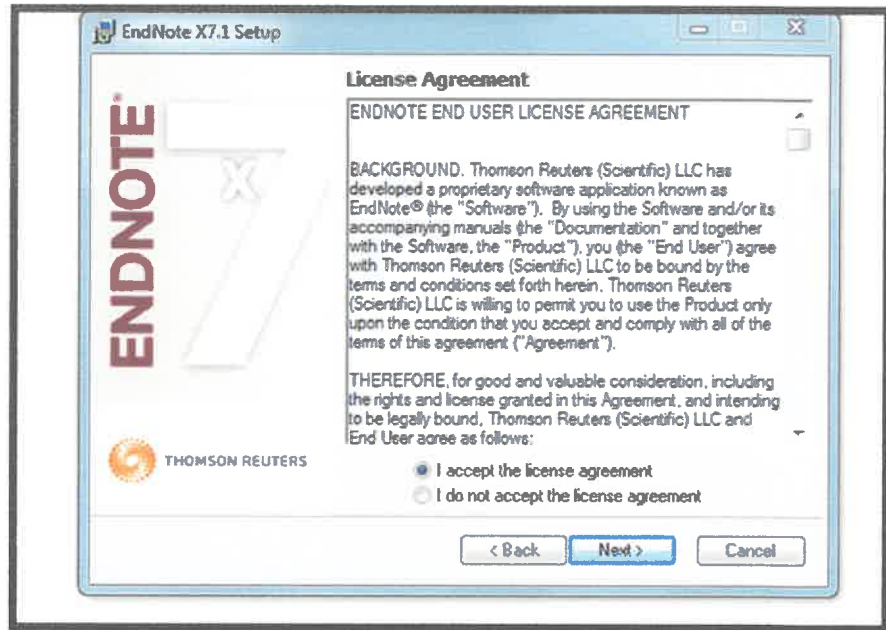 EndNote X7.1 Setup
ENDNOTE
X7
THOMSON REUTERS
License Agreement
ENDNOTE END USER LICENSE AGREEMENT
BACKGROUND. Thomson Reuters (Scientific) LLC has
developed a proprietary software application known as
EndNote® (the "Software"). By using the Software and/or its
accompanying manuals (the "Documentation" and together
with the Software, the "Product"), you (the "End User") agree
with Thomson Reuters (Scientific) LLC to be bound by the
terms and conditions set forth herein. Thomson Reuters
(Scientific) LLC is willing to permit you to use the Product only
upon the condition that you accept and comply with all of the
terms of this agreement ("Agreement").
THEREFORE, for good and valuable consideration, including
the rights and license granted in this Agreement, and intending
to be legally bound, Thomson Reuters (Scientific) LLC and
End User agree as follows:
I accept the license agreement
I do not accept the license agreement
< Back
Next >
Cancel